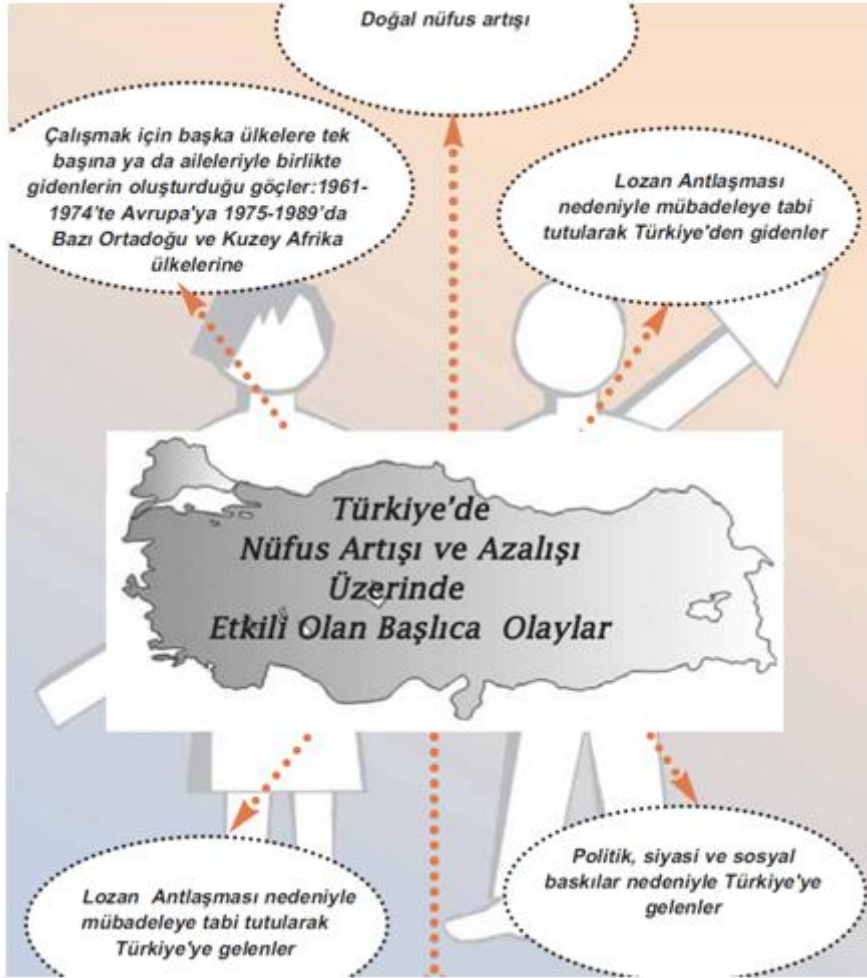 Doğal nüfus artışı
Çalışmak için başka ülkelere tek
başına ya da aileleriyle birlikte
gidenlerin oluşturduğu göçler:1961-
1974'te Avrupa'ya 1975-1989'da
Bazı Ortadoğu ve Kuzey Afrika
ülkelerine
Lozan Antlaşması
nedeniyle mübadeleye tabi
tutularak Türkiye'den gidenler
Türkiye'de
Nüfus Artışı ve Azalışı
Üzerinde
Etkili Olan Başlıca Olaylar
Lozan Antlaşması nedeniyle
mübadeleye tabi tutularak
Türkiye'ye gelenler
Politik, siyasi ve sosyal
baskılar nedeniyle Türkiye'ye
gelenler